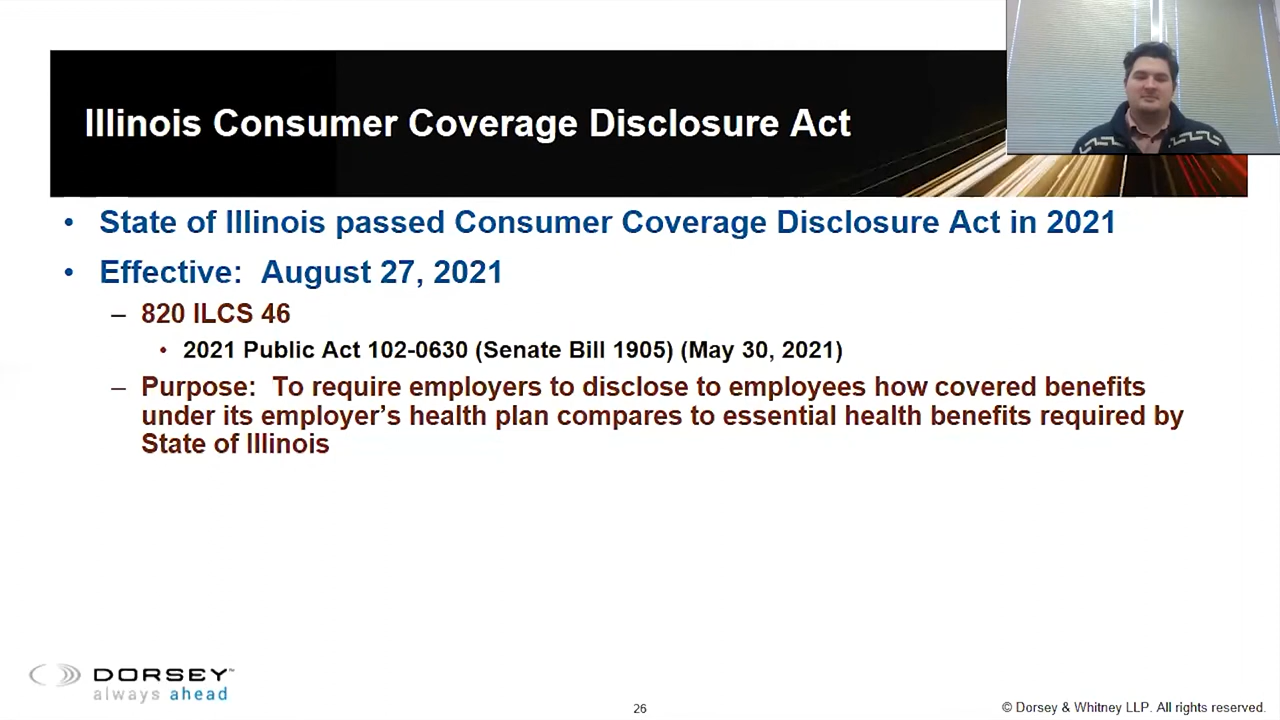 Illinois Consumer Coverage Disclosure Act
• State of Illinois passed Consumer Coverage Disclosure Act in 2021
• Effective:  August 27, 2021
– 820 ILCS 46
• 2021 Public Act 102-0630 (Senate Bill 1905) (May 30, 2021)
– Purpose:  To require employers to disclose to employees how covered benefits
under its employer’s health plan compares to essential health benefits required by
State of Illinois
DORSEY™
always ahead
26
© Dorsey & Whitney LLP. All rights reserved.